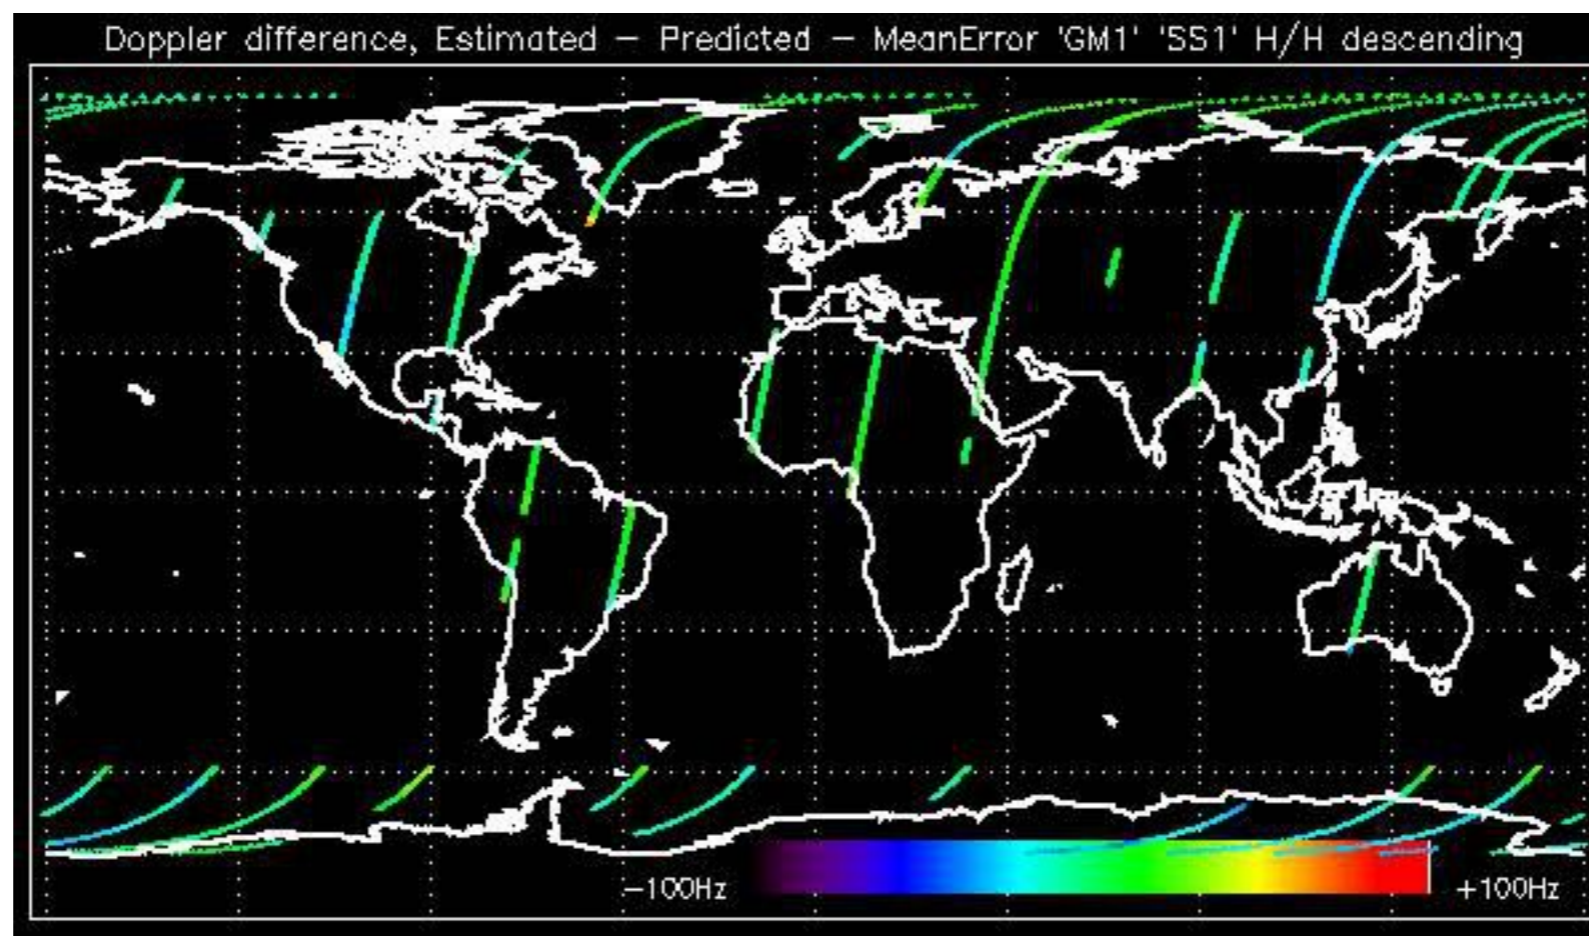 Doppler difference, Estimated – Predicted – MeanError 'GM1' 'SS1' H/H descending
–100Hz +100Hz